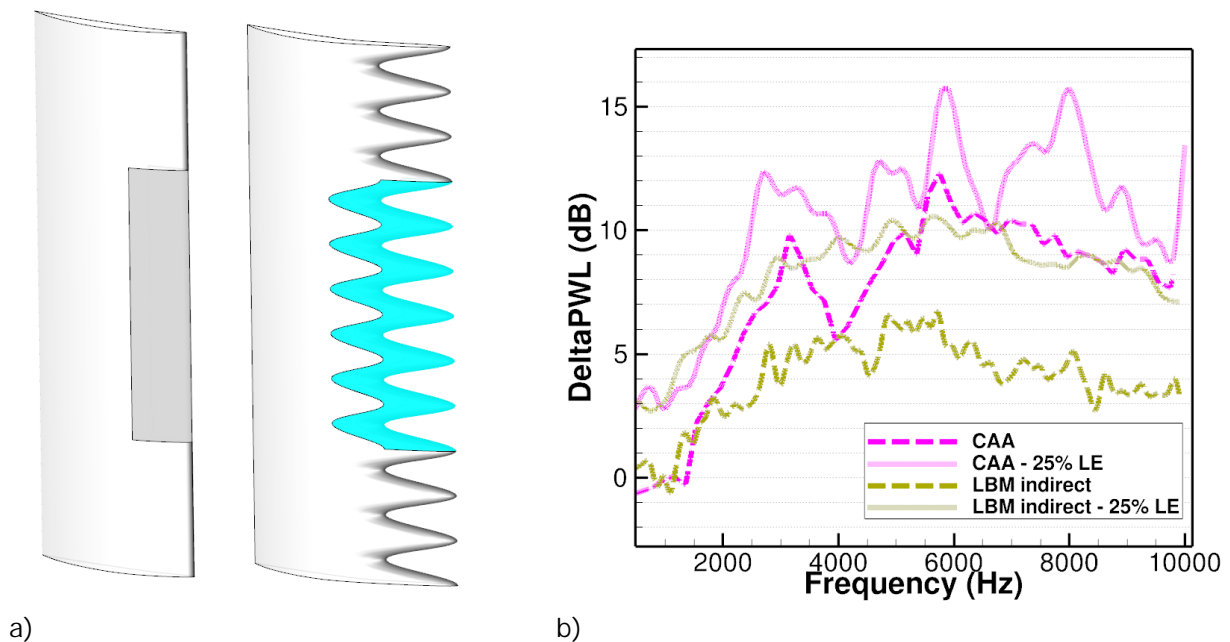 15
10
5
0
DeltaPWL (dB)
CAA
CAA - 25% LE
LBM indirect
LBM indirect - 25% LE
2000 4000 6000 8000 10000
Frequency (Hz)
a) b)